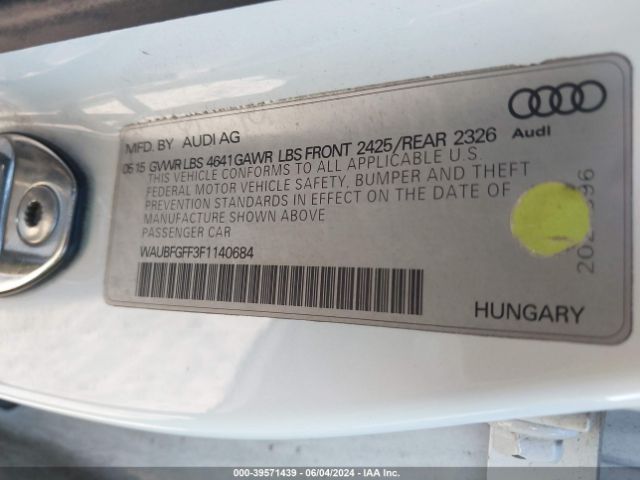 MFD. BY AUDI AG
05 15 GVWR LBS 4641 GAWR LBS FRONT 2425/REAR 2326
THIS VEHICLE CONFORMS TO ALL APPLICABLE U.S.
FEDERAL MOTOR VEHICLE SAFETY, BUMPER AND THEFT
PREVENTION STANDARDS IN EFFECT ON THE DATE OF
MANUFACTURE SHOWN ABOVE
PASSENGER CAR
WAUBFGFF3F1140684
Audi
HUNGARY
000-39571439 - 06/04/2024 - IAA Inc.